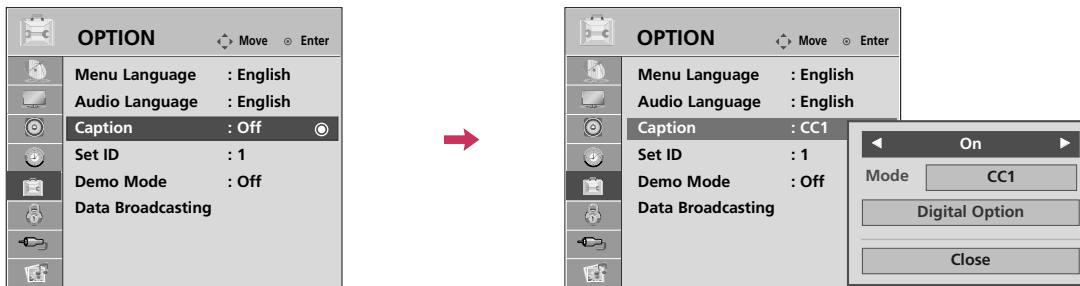 OPTION Move Enter
Menu Language : English
Audio Language : English
Caption : Off
Set ID : 1
Demo Mode : Off
Data Broadcasting
OPTION Move Enter
Menu Language : English
Audio Language : English
Caption : CC1
Set ID : 1
Demo Mode : Off
Data Broadcasting
On
Mode CC1
Digital Option
Close